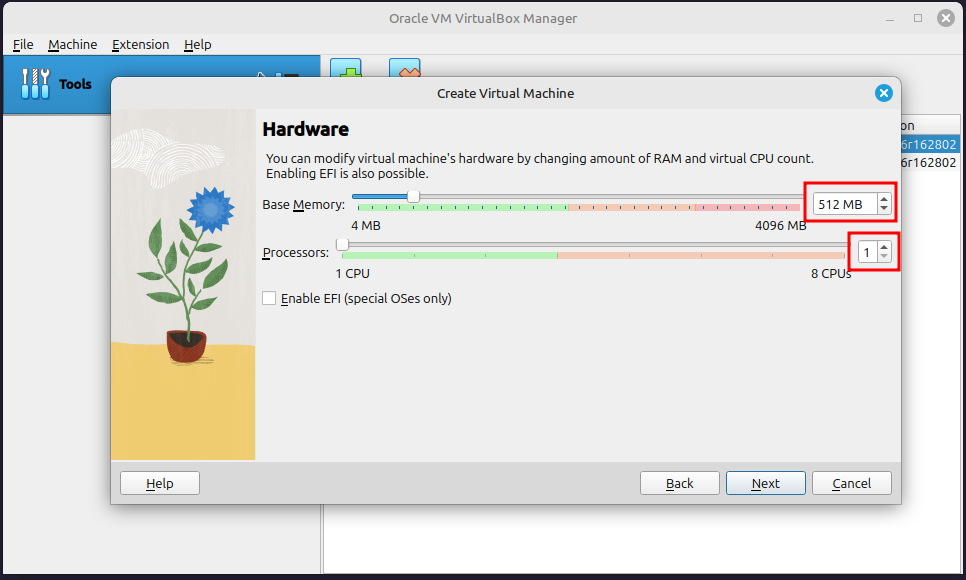 Oracle VM VirtualBox Manager
File Machine Extension Help
Tools
Create Virtual Machine
on
6r162802
6r162802
Hardware
You can modify virtual machine's hardware by changing amount of RAM and virtual CPU count.
Enabling EFI is also possible.
Base Memory: 512 MB
4 MB 4096 MB
Processors: 1
1 CPU 8 CPUs
Enable EFI (special OSes only)
Help Back Next Cancel